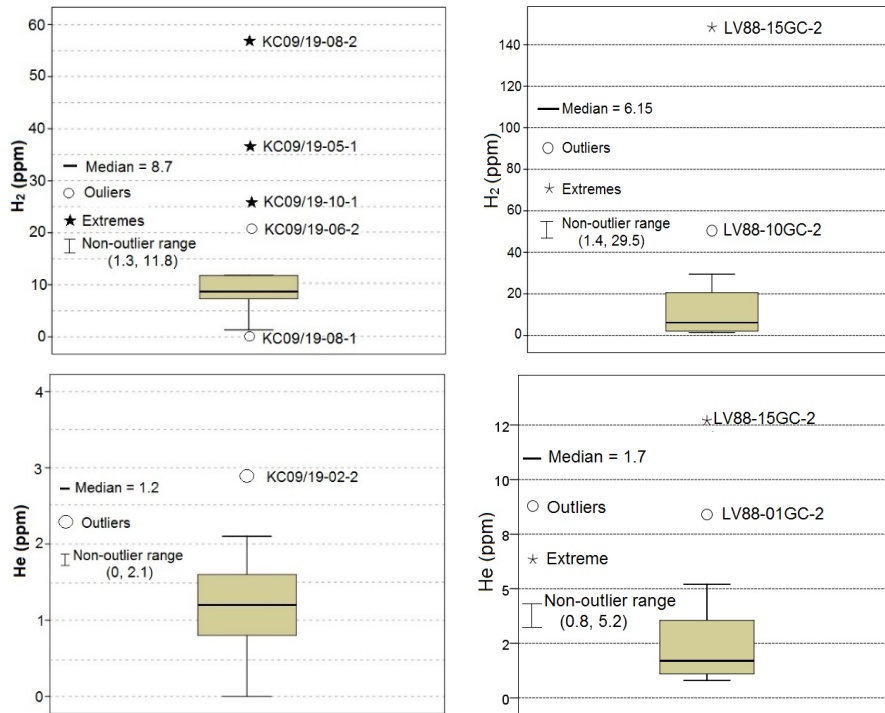 60
50
40
30
20
10
0
H₂ (ppm)
KC09/19-08-2
KC09/19-05-1
Median = 8.7
Ouliers
KC09/19-10-1
Extremes
KC09/19-06-2
Non-outlier range
(1.3, 11.8)
KC09/19-08-1
140
120
100
80
60
40
20
0
H₂ (ppm)
LV88-15GC-2
Median = 6.15
Outliers
Extremes
Non-outlier range
(1.4, 29.5)
LV88-10GC-2
4
3
2
1
0
He (ppm)
KC09/19-02-2
Median = 1.2
Outliers
Non-outlier range
(0, 2.1)
12
10
8
5
2
0
He (ppm)
LV88-15GC-2
Median = 1.7
Outliers
LV88-01GC-2
Extreme
Non-outlier range
(0.8, 5.2)